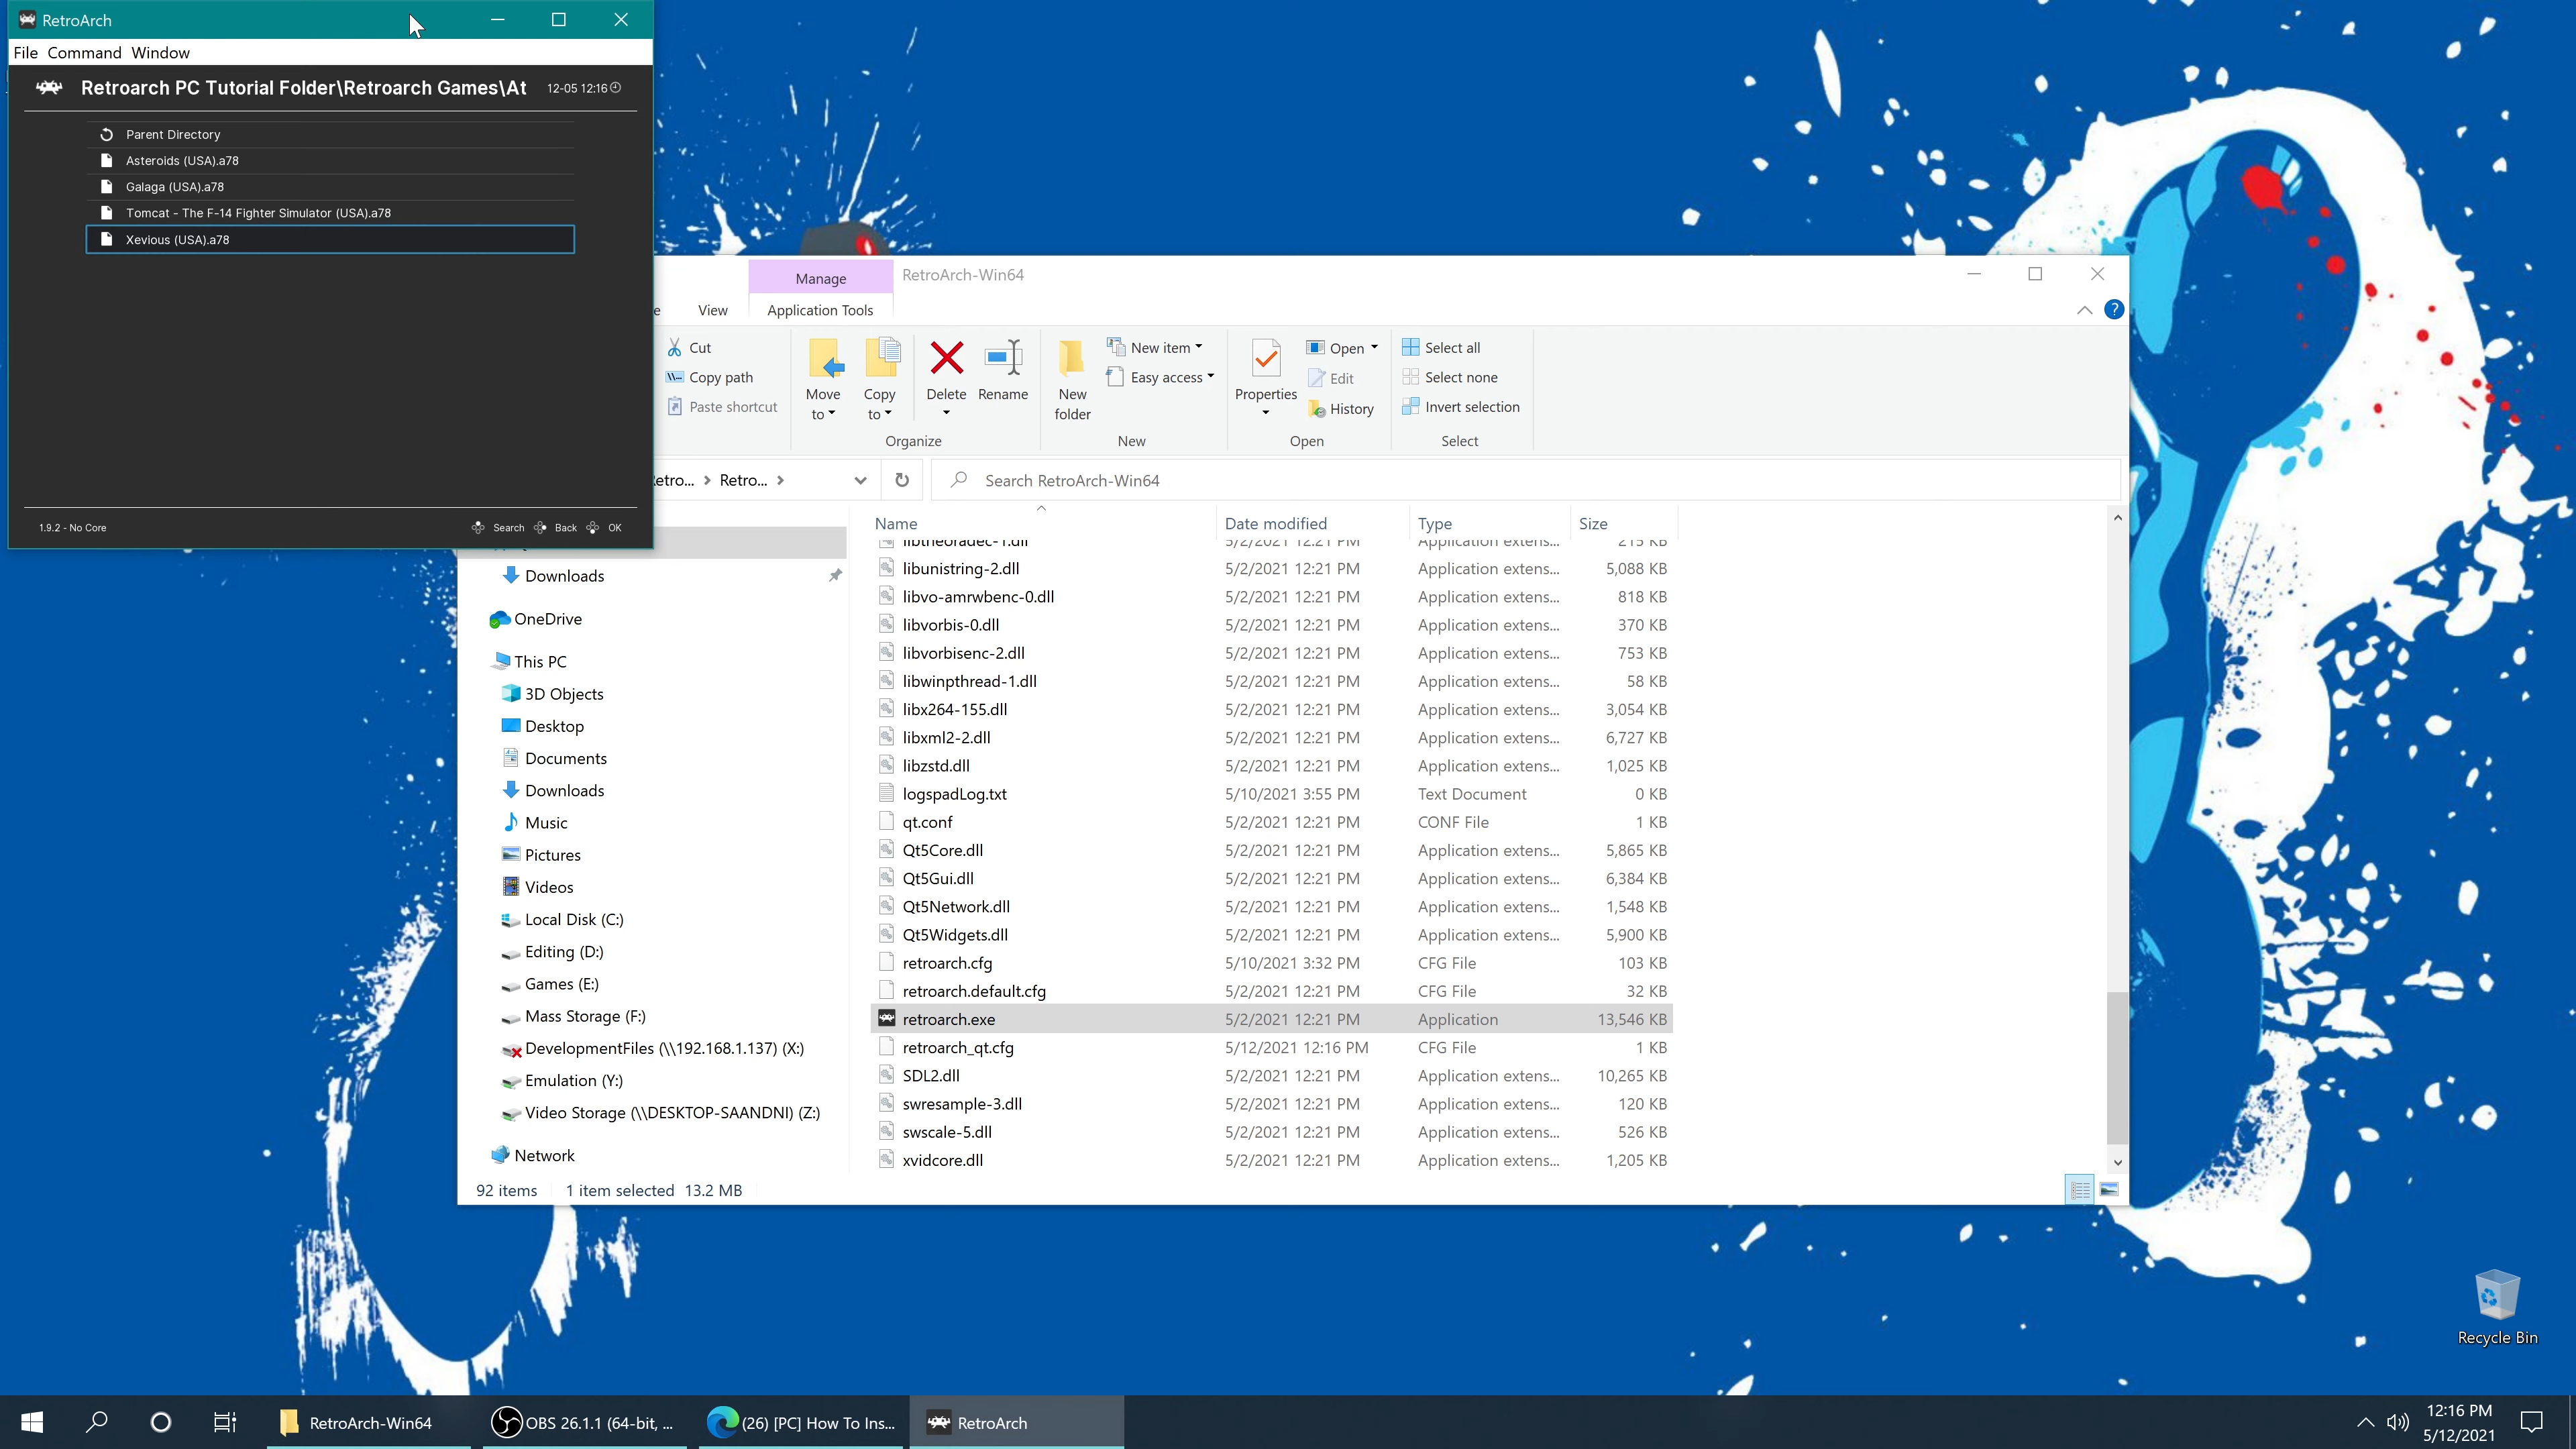 RetroArch
File Command Window
Retroarch PC Tutorial Folder\Retroarch Games\At
12-05 12:16
Parent Directory
Asteroids (USA).a78
Galaga (USA).a78
Tomcat - The F-14 Fighter Simulator (USA).a78
Xevious (USA).a78
1.9.2 - No Core
Search Back OK
Manage
RetroArch-Win64
e View Application Tools
Cut
Copy path
Paste shortcut
Move to
Copy to
Delete
Rename
Organize
New folder
New item
Easy access
New
Properties
Open
Edit
History
Open
Select all
Select none
Invert selection
Select
etro... > Retro... >
Search RetroArch-Win64
Downloads
OneDrive
This PC
3D Objects
Desktop
Documents
Downloads
Music
Pictures
Videos
Local Disk (C:)
Editing (D:)
Games (E:)
Mass Storage (F:)
DevelopmentFiles (\\192.168.1.137) (X:)
Emulation (Y:)
Video Storage (\\DESKTOP-SAANDNI) (Z:)
Network
Name Date modified Type Size
libtheoradec-1.dll 5/2/2021 12:21 PM Application extens... 215 KB
libunistring-2.dll 5/2/2021 12:21 PM Application extens... 5,088 KB
libvo-amrwbenc-0.dll 5/2/2021 12:21 PM Application extens... 818 KB
libvorbis-0.dll 5/2/2021 12:21 PM Application extens... 370 KB
libvorbisenc-2.dll 5/2/2021 12:21 PM Application extens... 753 KB
libwinpthread-1.dll 5/2/2021 12:21 PM Application extens... 58 KB
libx264-155.dll 5/2/2021 12:21 PM Application extens... 3,054 KB
libxml2-2.dll 5/2/2021 12:21 PM Application extens... 6,727 KB
libzstd.dll 5/2/2021 12:21 PM Application extens... 1,025 KB
logspadLog.txt 5/10/2021 3:55 PM Text Document 0 KB
qt.conf 5/2/2021 12:21 PM CONF File 1 KB
Qt5Core.dll 5/2/2021 12:21 PM Application extens... 5,865 KB
Qt5Gui.dll 5/2/2021 12:21 PM Application extens... 6,384 KB
Qt5Network.dll 5/2/2021 12:21 PM Application extens... 1,548 KB
Qt5Widgets.dll 5/2/2021 12:21 PM Application extens... 5,900 KB
retroarch.cfg 5/10/2021 3:32 PM CFG File 103 KB
retroarch.default.cfg 5/2/2021 12:21 PM CFG File 32 KB
retroarch.exe 5/2/2021 12:21 PM Application 13,546 KB
retroarch_qt.cfg 5/12/2021 12:16 PM CFG File 1 KB
SDL2.dll 5/2/2021 12:21 PM Application extens... 10,265 KB
swresample-3.dll 5/2/2021 12:21 PM Application extens... 120 KB
swscale-5.dll 5/2/2021 12:21 PM Application extens... 526 KB
xvidcore.dll 5/2/2021 12:21 PM Application extens... 1,205 KB
92 items 1 item selected 13.2 MB
Recycle Bin
RetroArch-Win64
OBS 26.1.1 (64-bit, ...
(26) [PC] How To Ins...
RetroArch
12:16 PM
5/12/2021